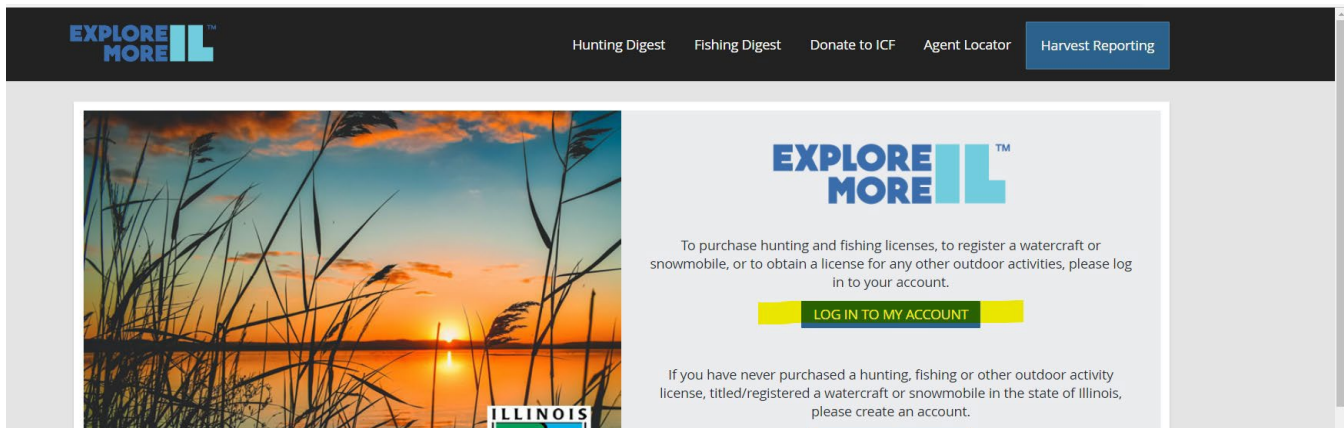 EXPLORE
MORE IL™
Hunting Digest Fishing Digest Donate to ICF Agent Locator Harvest Reporting
EXPLORE
MORE IL™
To purchase hunting and fishing licenses, to register a watercraft or
snowmobile, or to obtain a license for any other outdoor activities, please log
in to your account.
LOG IN TO MY ACCOUNT
If you have never purchased a hunting, fishing or other outdoor activity
license, titled/registered a watercraft or snowmobile in the state of Illinois,
please create an account.
ILLINOIS